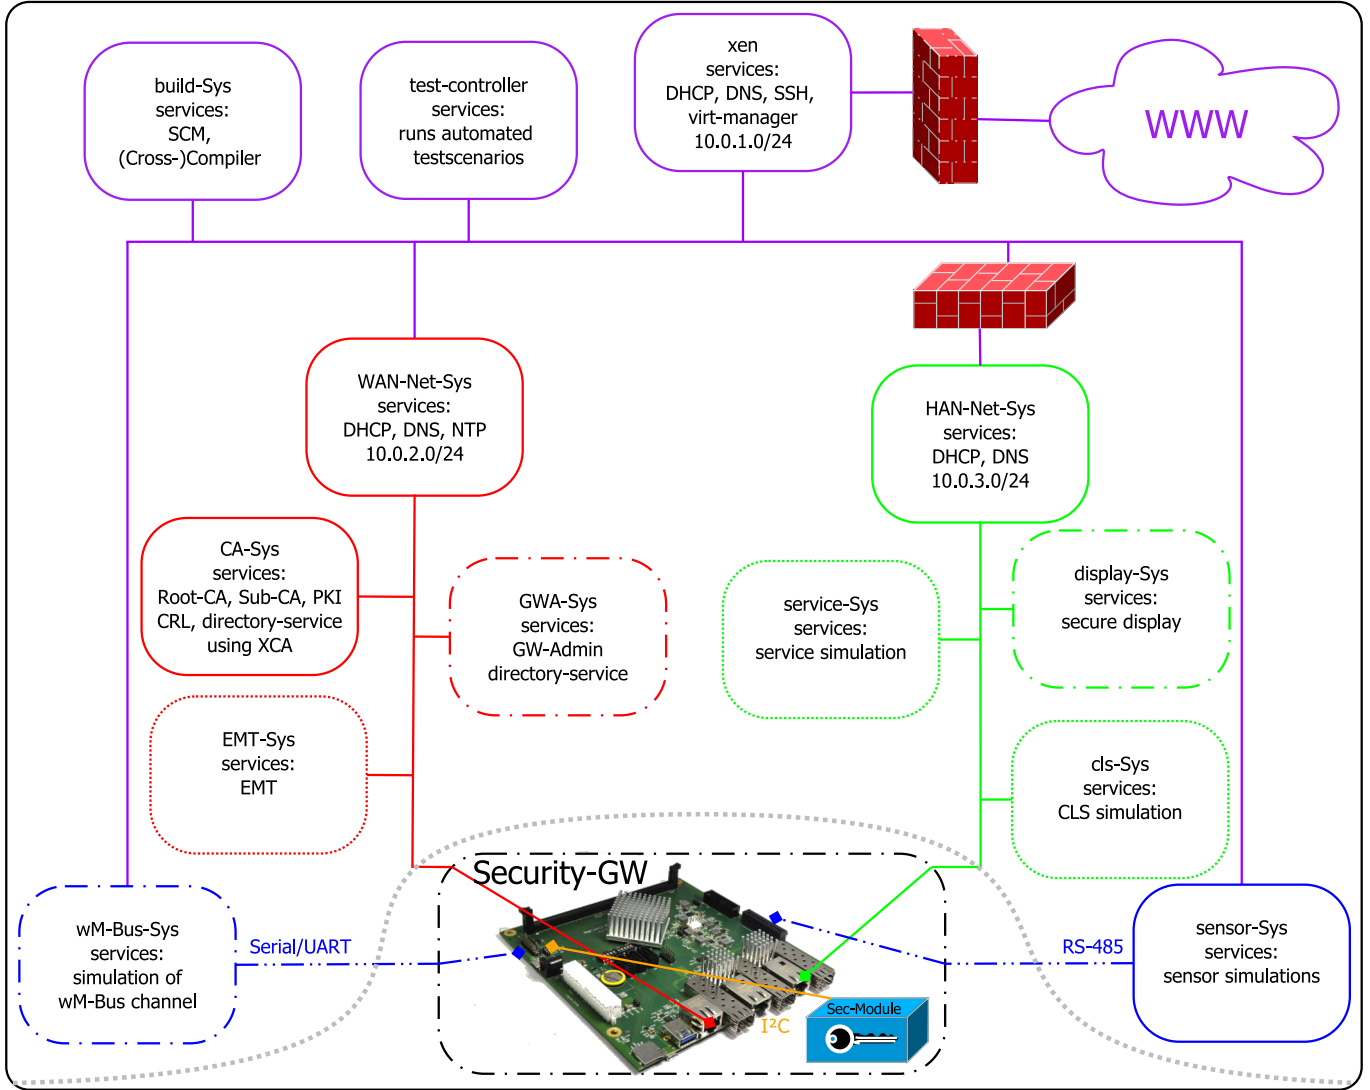 build-Sys
services:
SCM,
(Cross-)Compiler
test-controller
services:
runs automated
testscenarios
xen
services:
DHCP, DNS, SSH,
virt-manager
10.0.1.0/24
WWW
WAN-Net-Sys
services:
DHCP, DNS, NTP
10.0.2.0/24
HAN-Net-Sys
services:
DHCP, DNS
10.0.3.0/24
CA-Sys
services:
Root-CA, Sub-CA, PKI
CRL, directory-service
using XCA
GWA-Sys
services:
GW-Admin
directory-service
service-Sys
services:
service simulation
display-Sys
services:
secure display
EMT-Sys
services:
EMT
cls-Sys
services:
CLS simulation
Security-GW
wM-Bus-Sys
services:
simulation of
wM-Bus channel
Serial/UART
RS-485
sensor-Sys
services:
sensor simulations
I²C
Sec-Module